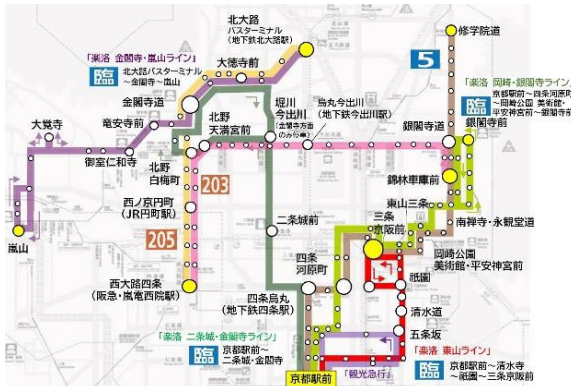 北大路
バスターミナル
(地下鉄北大路駅)
修学院道
「楽洛 金閣寺・嵐山ライン」
臨
北大路バスターミナル
～金閣寺～嵐山
大徳寺前
5
「楽洛 岡崎・銀閣寺ライン」
臨
京都駅前～四条河原町
～岡崎公園 美術館・
平安神宮前～銀閣寺前
金閣寺道
堀川
今出川
(金閣寺方面
のみ停車)
烏丸今出川
(地下鉄今出川駅)
大覚寺
竜安寺前
北野
天満宮前
銀閣寺道
銀閣寺前
御室仁和寺
北野
白梅町
錦林車庫前
203
西ノ京円町
(JR円町駅)
東山三条
三条
京阪前
南禅寺・永観堂道
二条城前
嵐山
205
四条
河原町
岡崎公園
美術館・平安神宮前
祇園
西大路四条
(阪急・嵐電西院駅)
四条烏丸
(地下鉄四条駅)
清水道
五条坂
「楽洛 二条城・金閣寺ライン」
臨
京都駅前～
二条城・金閣寺
「楽洛 東山ライン」
臨
京都駅前～清水寺
～祇園～三条京阪前
京都駅前
「観光急行」